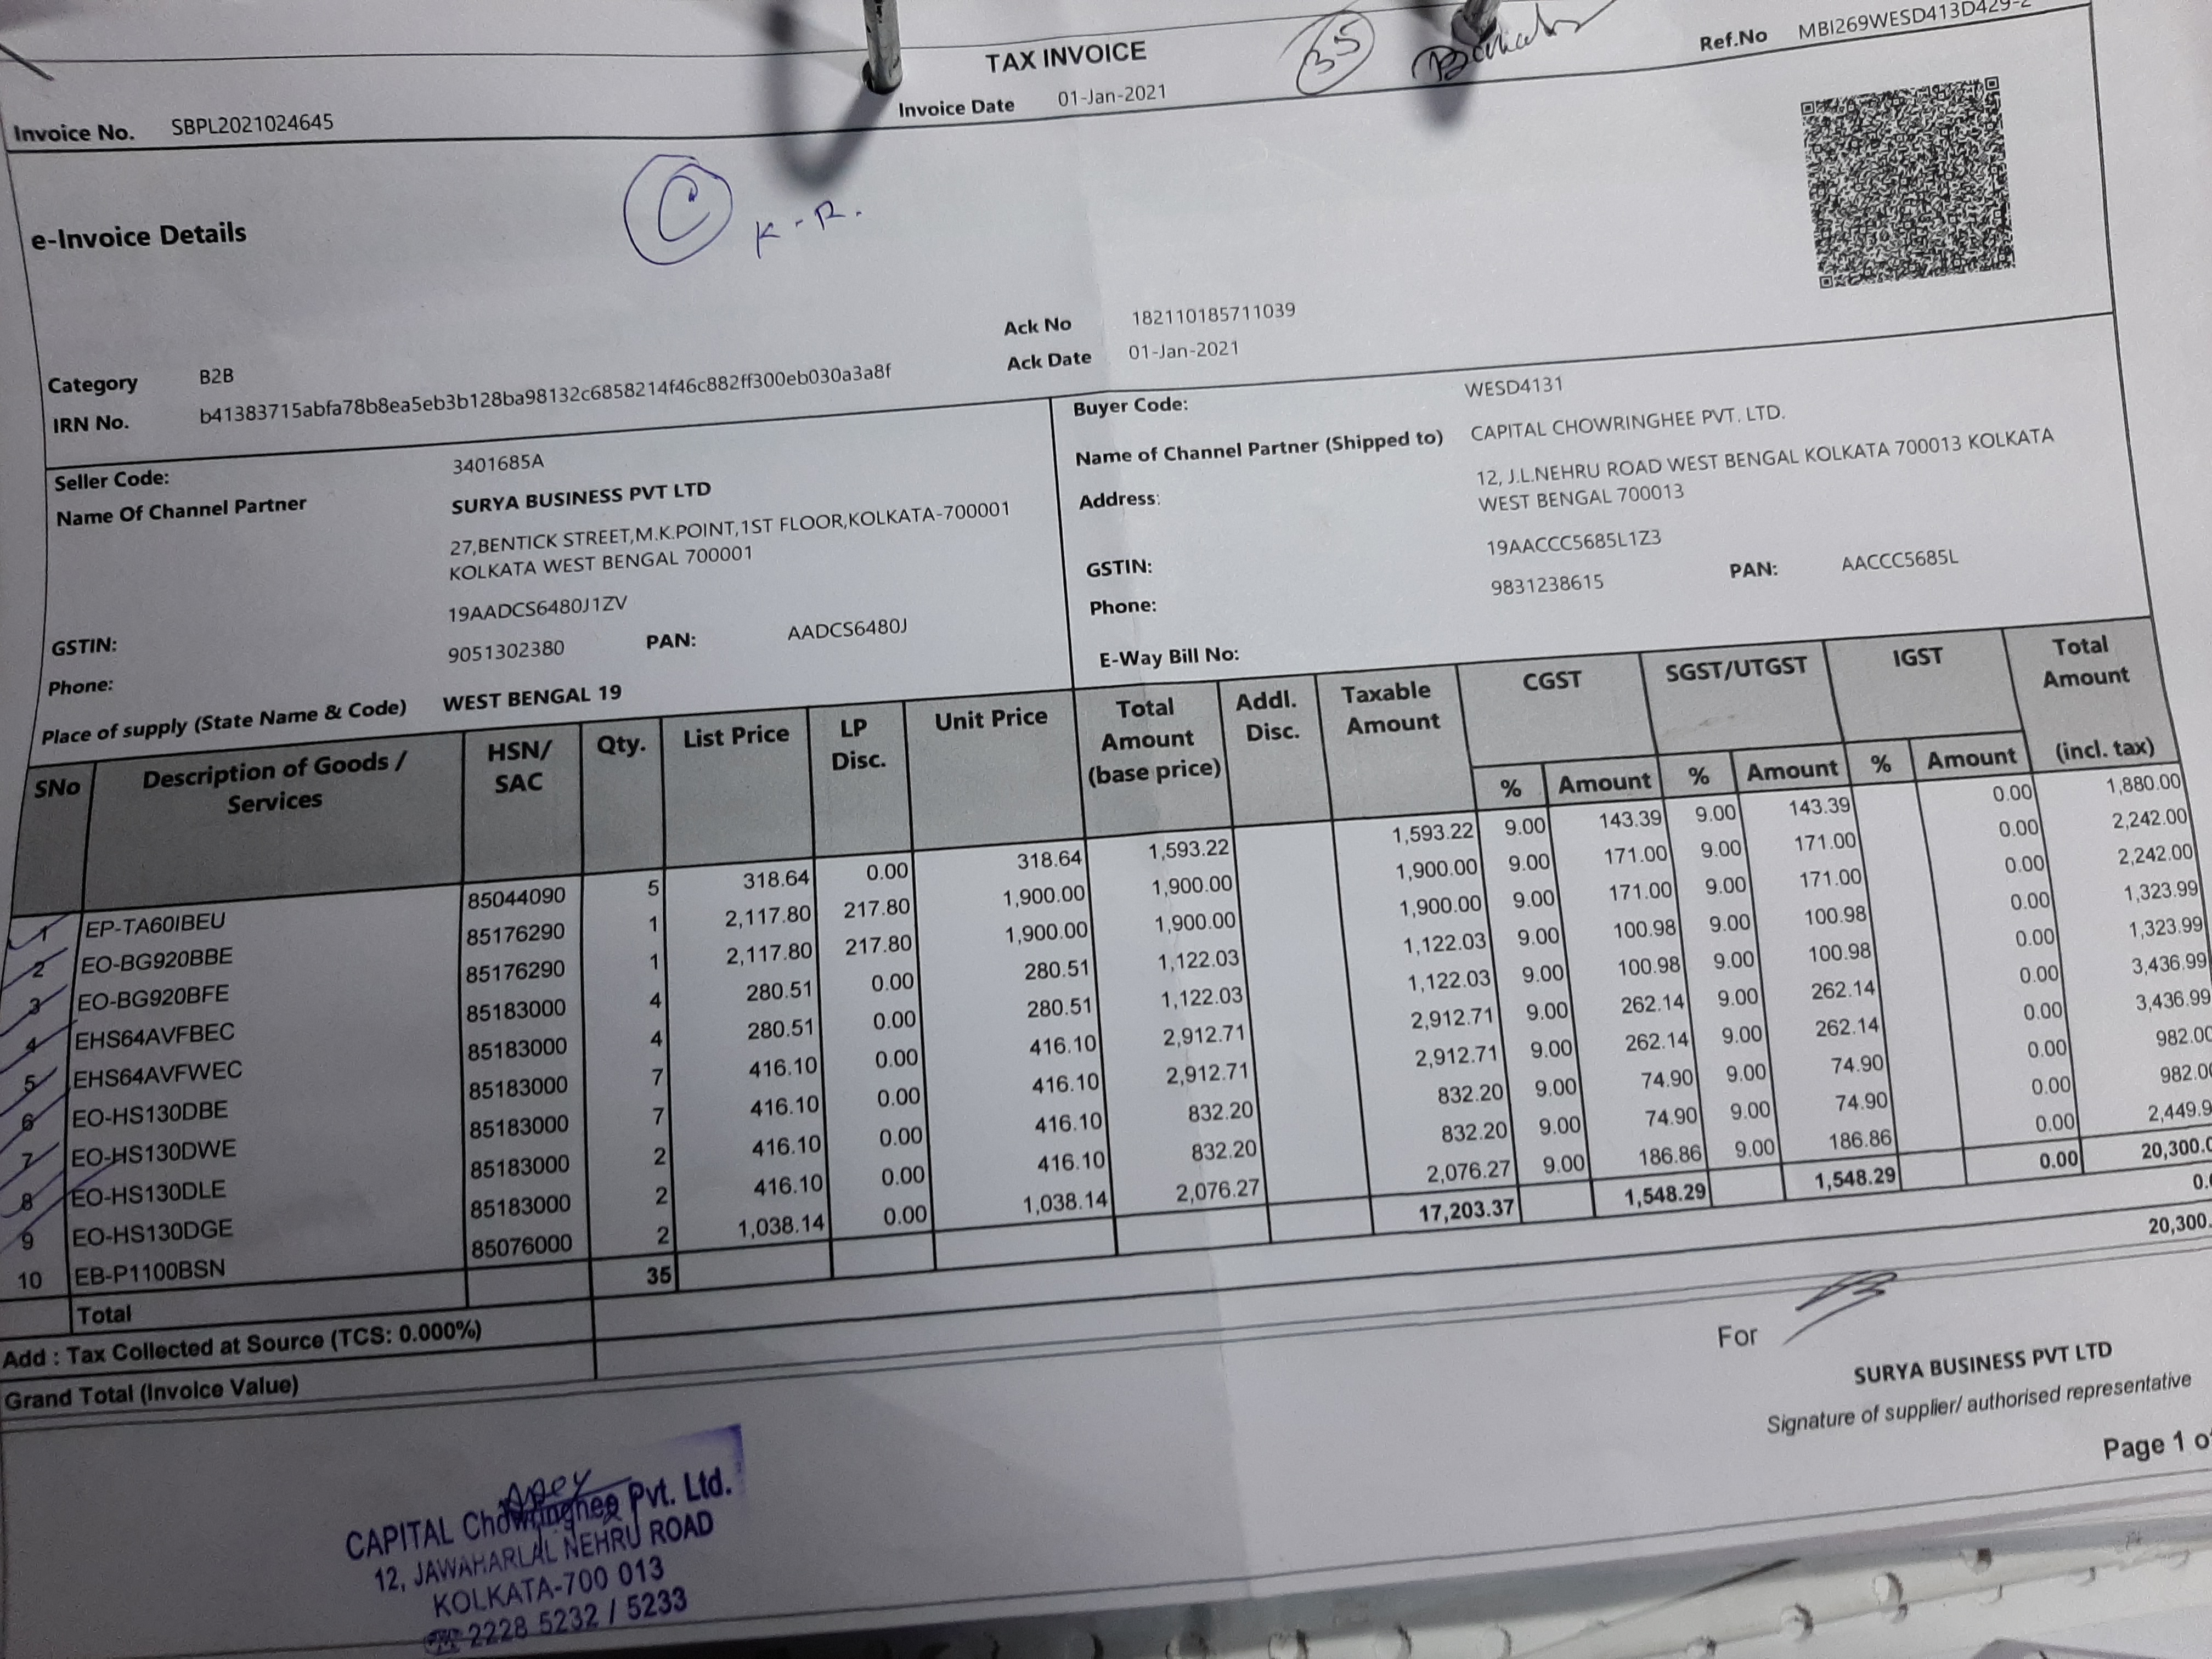 TAX INVOICE
35
Ref.No MBI269WESD413D429-2
Invoice No. SBPL2021024645 Invoice Date 01-Jan-2021
C K-R.
e-Invoice Details
Ack No 182110185711039
Category B2B Ack Date 01-Jan-2021
IRN No. b41383715abfa78b8ea5eb3b128ba98132c6858214f46c882ff300eb030a3a8f
Seller Code: 3401685A
Name Of Channel Partner SURYA BUSINESS PVT LTD
27,BENTICK STREET,M.K.POINT,1ST FLOOR,KOLKATA-700001
KOLKATA WEST BENGAL 700001
GSTIN: 19AADCS6480J1ZV
Phone: 9051302380 PAN: AADCS6480J
Place of supply (State Name & Code) WEST BENGAL 19
Buyer Code: WESD4131
Name of Channel Partner (Shipped to) CAPITAL CHOWRINGHEE PVT. LTD.
Address: 12, J.L.NEHRU ROAD WEST BENGAL KOLKATA 700013 KOLKATA
WEST BENGAL 700013
GSTIN: 19AACCC5685L1Z3
Phone: 9831238615 PAN: AACCC5685L
E-Way Bill No:
SNo Description of Goods / Services HSN/ SAC Qty. List Price LP Disc. Unit Price Total Amount (base price) Addl. Disc. Taxable Amount CGST SGST/UTGST IGST Total Amount (incl. tax)
% Amount % Amount % Amount
1 EP-TA60IBEU 85044090 5 318.64 0.00 318.64 1,593.22 1,593.22 9.00 143.39 9.00 143.39 0.00 1,880.00
2 EO-BG920BBE 85176290 1 2,117.80 217.80 1,900.00 1,900.00 1,900.00 9.00 171.00 9.00 171.00 0.00 2,242.00
3 EO-BG920BFE 85176290 1 2,117.80 217.80 1,900.00 1,900.00 1,900.00 9.00 171.00 9.00 171.00 0.00 2,242.00
4 EHS64AVFBEC 85183000 4 280.51 0.00 280.51 1,122.03 1,122.03 9.00 100.98 9.00 100.98 0.00 1,323.99
5 EHS64AVFWEC 85183000 4 280.51 0.00 280.51 1,122.03 1,122.03 9.00 100.98 9.00 100.98 0.00 1,323.99
6 EO-HS130DBE 85183000 7 416.10 0.00 416.10 2,912.71 2,912.71 9.00 262.14 9.00 262.14 0.00 3,436.99
7 EO-HS130DWE 85183000 7 416.10 0.00 416.10 2,912.71 2,912.71 9.00 262.14 9.00 262.14 0.00 3,436.99
8 EO-HS130DLE 85183000 2 416.10 0.00 416.10 832.20 832.20 9.00 74.90 9.00 74.90 0.00 982.00
9 EO-HS130DGE 85183000 2 416.10 0.00 416.10 832.20 832.20 9.00 74.90 9.00 74.90 0.00 982.0
10 EB-P1100BSN 85076000 2 1,038.14 0.00 1,038.14 2,076.27 2,076.27 9.00 186.86 9.00 186.86 0.00 2,449.9
Total 35 17,203.37 1,548.29 1,548.29 0.00 20,300.0
Add : Tax Collected at Source (TCS: 0.000%) 0.
Grand Total (Invoice Value) 20,300.
For
SURYA BUSINESS PVT LTD
Signature of supplier/ authorised representative
Page 1 of
CAPITAL Chowringhee Pvt. Ltd.
12, JAWAHARLAL NEHRU ROAD
KOLKATA-700 013
2228 5232 / 5233